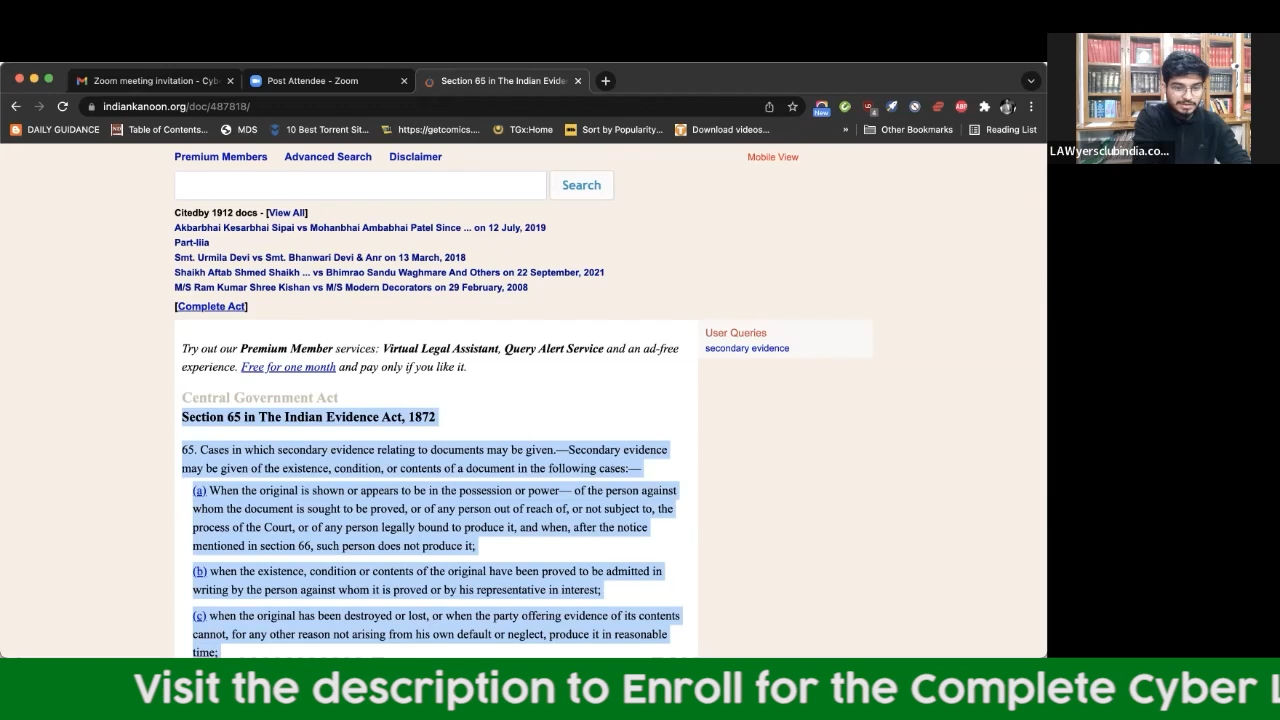 Zoom meeting invitation - Cyb
Post Attendee - Zoom
Section 65 in The Indian Evide
indiankanoon.org/doc/487818/
New
ABP
DAILY GUIDANCE
Table of Contents...
MDS
10 Best Torrent Sit...
https://getcomics....
TGx:Home
Sort by Popularity...
Download videos...
»
Other Bookmarks
Reading List
Premium Members Advanced Search Disclaimer
Mobile View
Search
Citedby 1912 docs - [View All]
Akbarbhai Kesarbhai Sipai vs Mohanbhai Ambabhai Patel Since ... on 12 July, 2019
Part-Iiia
Smt. Urmila Devi vs Smt. Bhanwari Devi & Anr on 13 March, 2018
Shaikh Aftab Shmed Shaikh ... vs Bhimrao Sandu Waghmare And Others on 22 September, 2021
M/S Ram Kumar Shree Kishan vs M/S Modern Decorators on 29 February, 2008
[Complete Act]
Try out our Premium Member services: Virtual Legal Assistant, Query Alert Service and an ad-free
experience. Free for one month and pay only if you like it.
User Queries
secondary evidence
Central Government Act
Section 65 in The Indian Evidence Act, 1872
65. Cases in which secondary evidence relating to documents may be given.—Secondary evidence
may be given of the existence, condition, or contents of a document in the following cases:—
(a) When the original is shown or appears to be in the possession or power— of the person against
whom the document is sought to be proved, or of any person out of reach of, or not subject to, the
process of the Court, or of any person legally bound to produce it, and when, after the notice
mentioned in section 66, such person does not produce it;
(b) when the existence, condition or contents of the original have been proved to be admitted in
writing by the person against whom it is proved or by his representative in interest;
(c) when the original has been destroyed or lost, or when the party offering evidence of its contents
cannot, for any other reason not arising from his own default or neglect, produce it in reasonable
time;
LAWyersclubindia.co...
Visit the description to Enroll for the Complete Cyber L